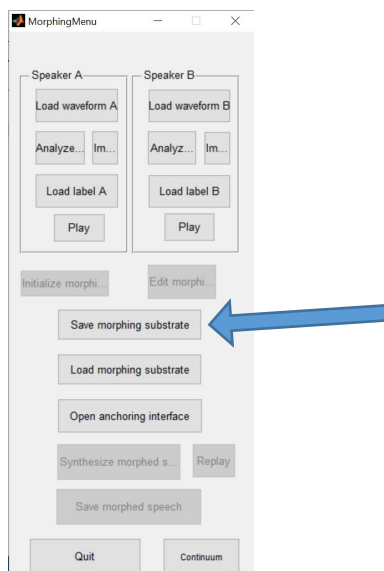 MorphingMenu
Speaker A Speaker B
Load waveform A Load waveform B
Analyze... Im... Analyz... Im...
Load label A Load label B
Play Play
Initialize morphi... Edit morphi...
Save morphing substrate
Load morphing substrate
Open anchoring interface
Synthesize morphed s... Replay
Save morphed speech
Quit Continuum